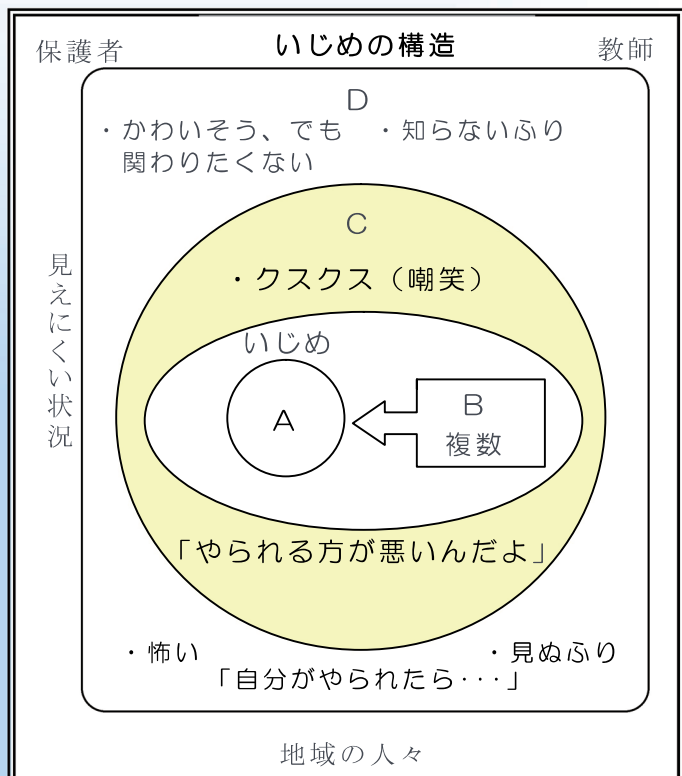 いじめの構造
保護者
教師
D
・かわいそう、でも
関わりたくない
・知らないふり
C
・クスクス（嘲笑）
見えにくい状況
いじめ
A
B
複数
「やられる方が悪いんだよ」
・怖い
・見ぬふり
「自分がやられたら・・・」
地域の人々